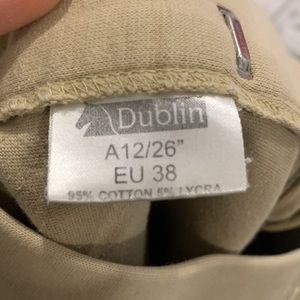 Dublin
A12/26"
EU 38
95% COTTON 5% LYCRA